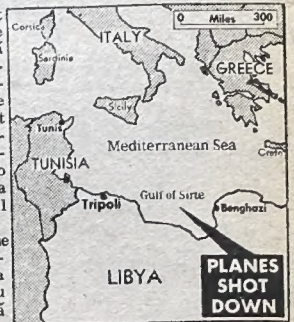 0 Miles 300
Corsica
ITALY
Sardinia
GREECE
Sicily
Tunis
Mediterranean Sea
Crete
TUNISIA
Tripoli
Gulf of Sirte
Benghazi
LIBYA
PLANES
SHOT
DOWN